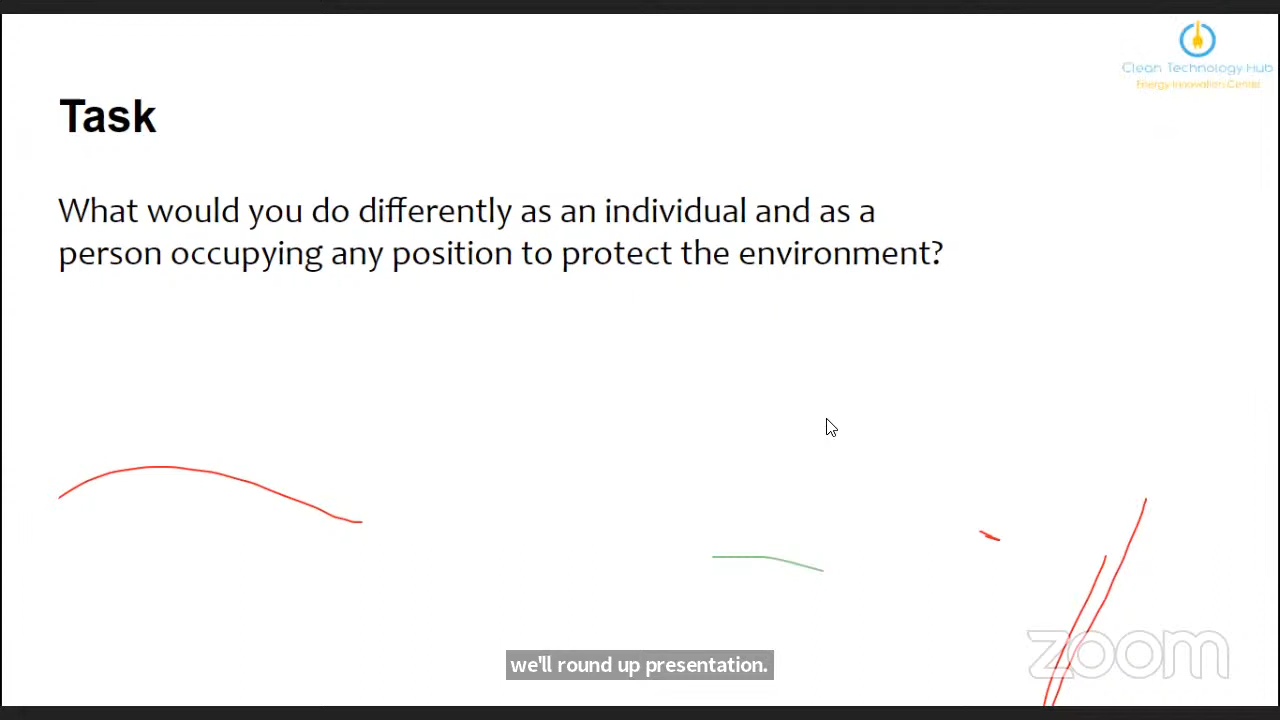 Clean Technology Hub
Energy Innovation Center
Task
What would you do differently as an individual and as a
person occupying any position to protect the environment?
zoom
we'll round up presentation.